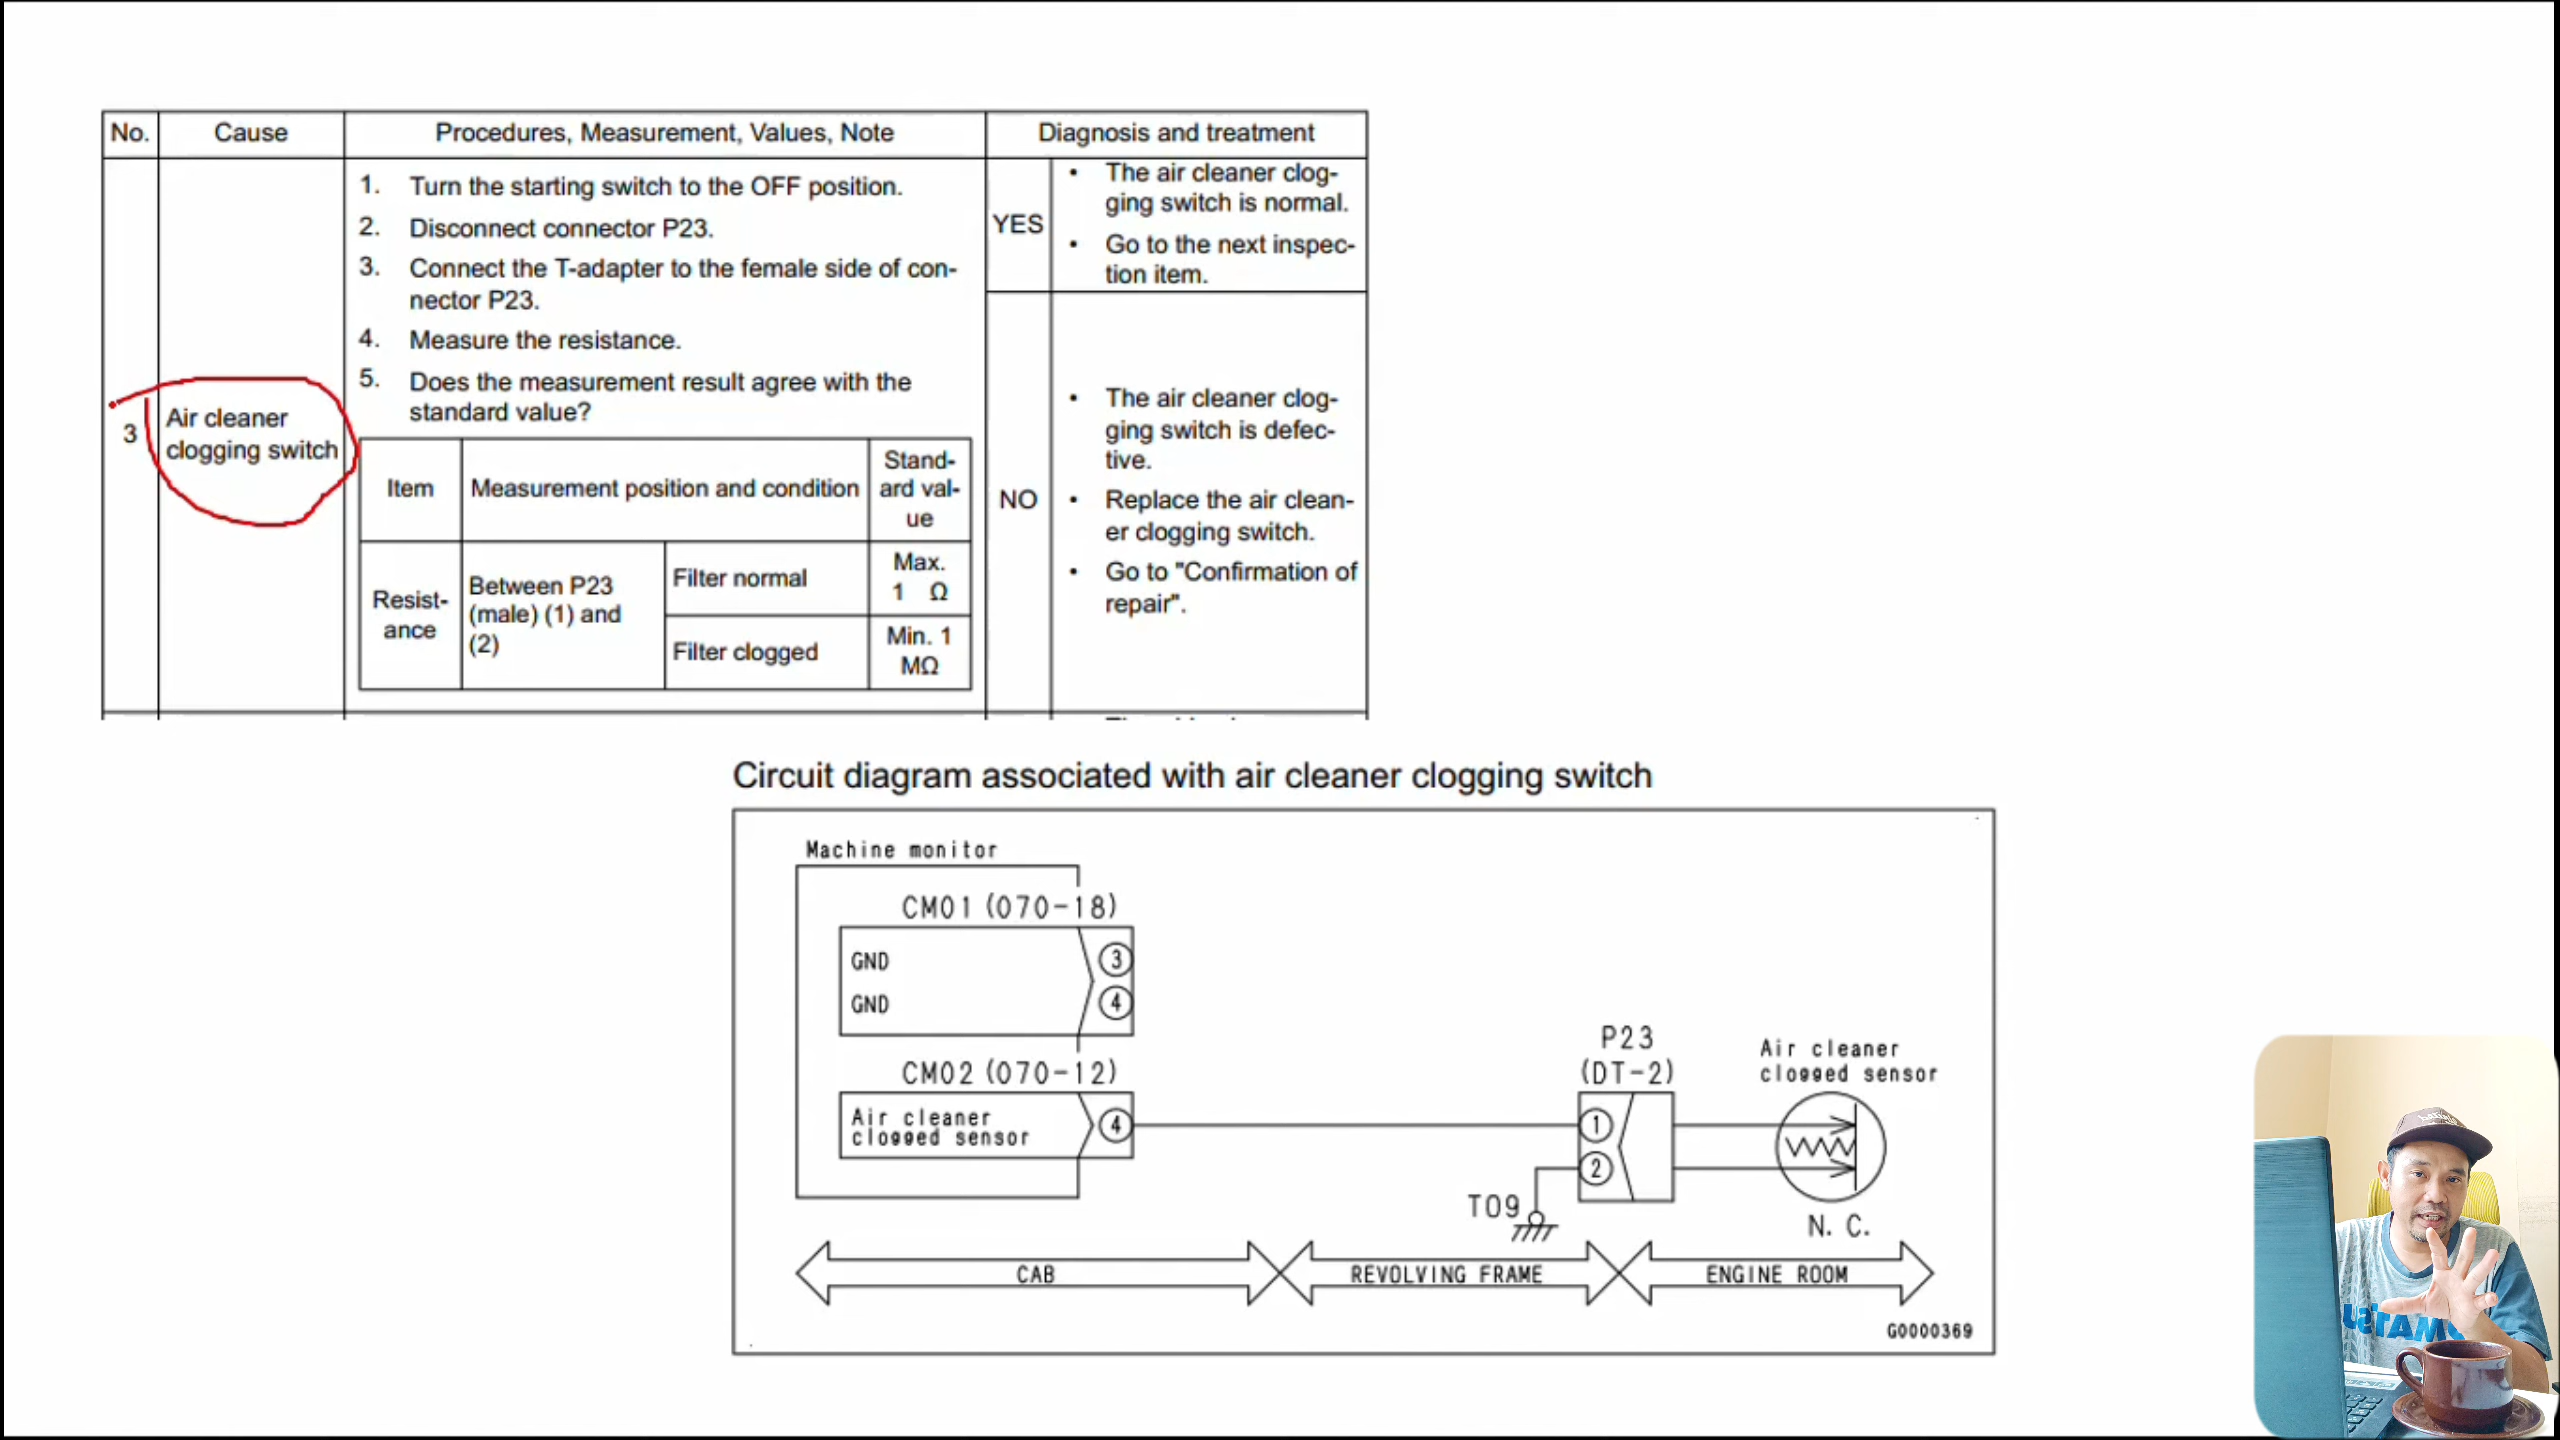 No.
Cause
Procedures, Measurement, Values, Note
Diagnosis and treatment
3
Air cleaner
clogging switch
1. Turn the starting switch to the OFF position.
2. Disconnect connector P23.
3. Connect the T-adapter to the female side of con-
nector P23.
4. Measure the resistance.
5. Does the measurement result agree with the
standard value?
Item
Measurement position and condition
Stand-
ard val-
ue
Resist-
ance
Between P23
(male) (1) and
(2)
Filter normal
Max.
1 Ω
Filter clogged
Min. 1
MΩ
YES
• The air cleaner clog-
ging switch is normal.
• Go to the next inspec-
tion item.
NO
• The air cleaner clog-
ging switch is defec-
tive.
• Replace the air clean-
er clogging switch.
• Go to "Confirmation of
repair".
Circuit diagram associated with air cleaner clogging switch
Machine monitor
CM01 (070-18)
GND
3
GND
4
CM02 (070-12)
Air cleaner
clogged sensor
4
P23
(DT-2)
1
2
T09
Air cleaner
clogged sensor
N. C.
CAB
REVOLVING FRAME
ENGINE ROOM
G0000369